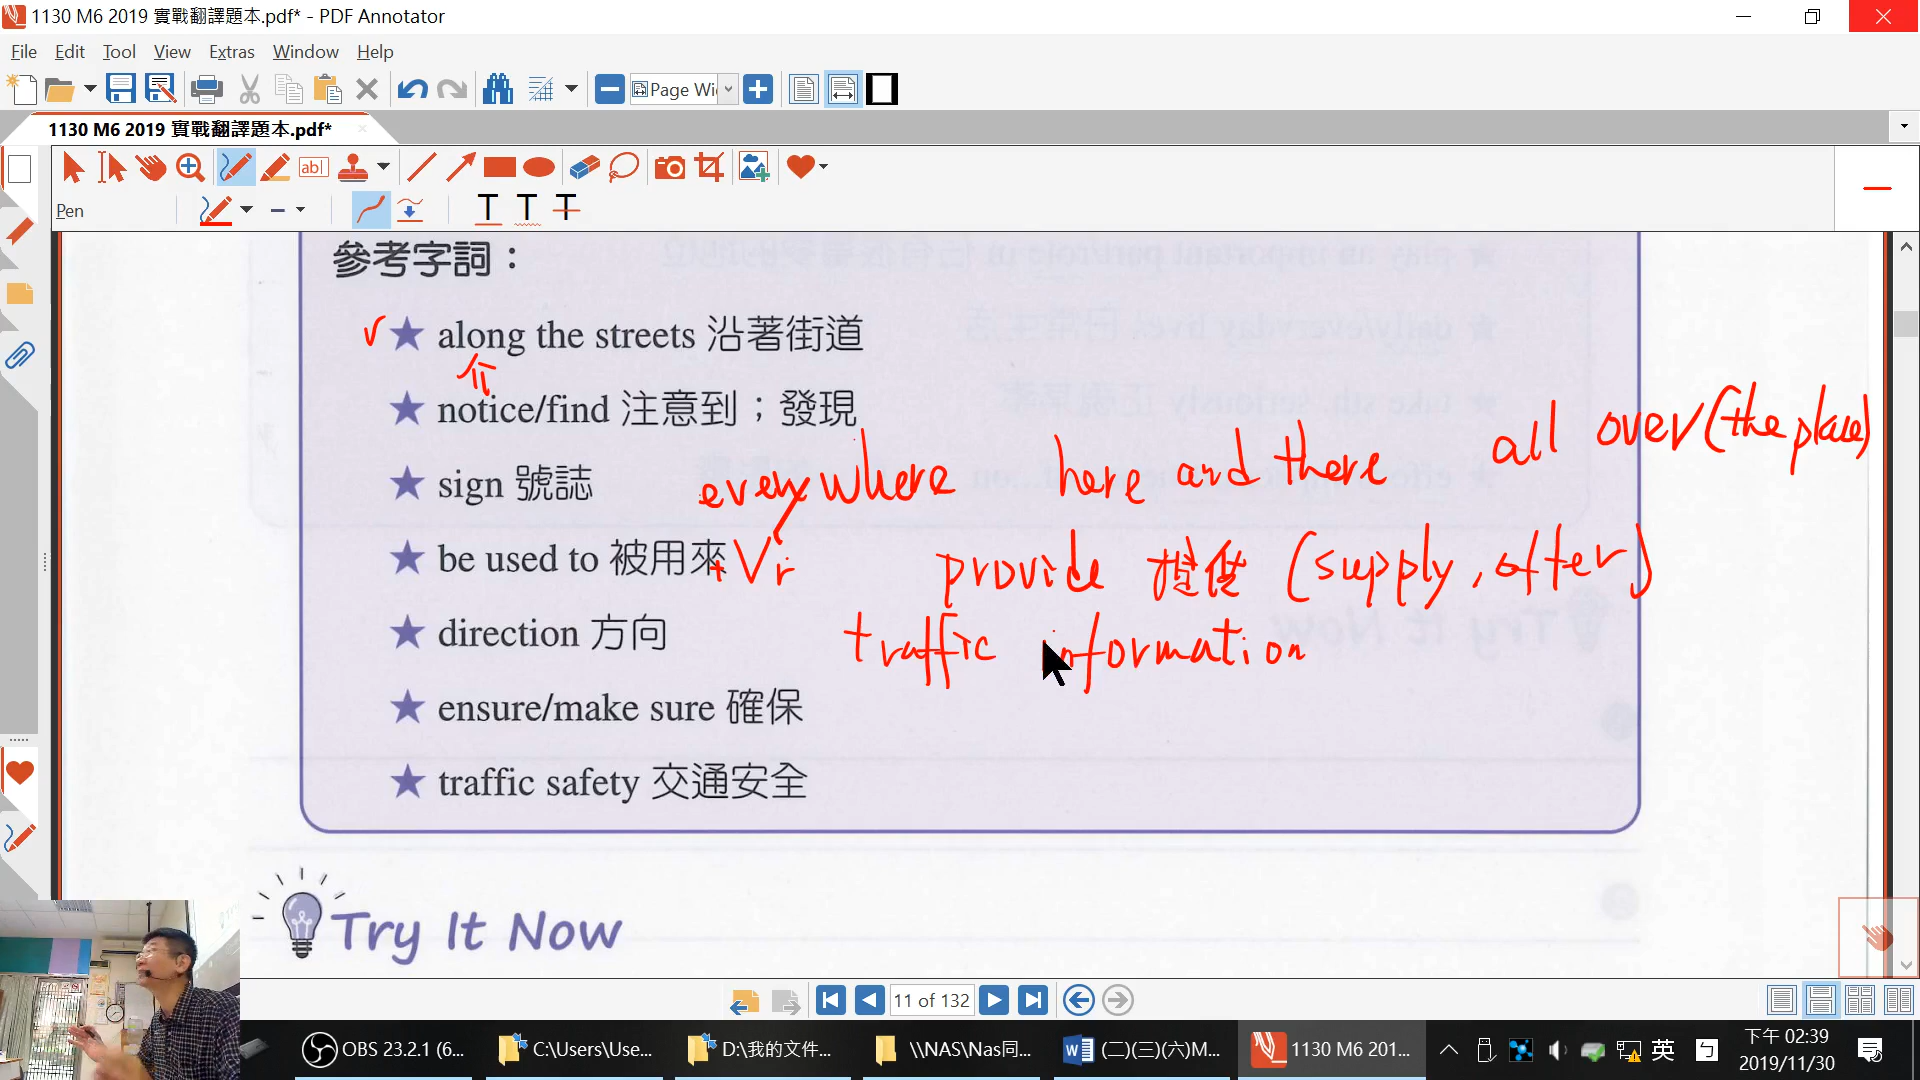 1130 M6 2019 實戰翻譯題本.pdf* - PDF Annotator
File Edit Tool View Extras Window Help
Page Wi
1130 M6 2019 實戰翻譯題本.pdf*
ab
Pen
T T T
參考字詞：
✓ ★ along the streets 沿著街道
介
★ notice/find 注意到；發現
all over (the place)
★ sign 號誌 everywhere here and there
★ be used to 被用來 +Vr provide 提供 (supply, offer)
★ direction 方向 traffic information
★ ensure/make sure 確保
★ traffic safety 交通安全
Try It Now
11 of 132
OBS 23.2.1 (6...
C:\Users\Use...
D:\我的文件...
\\NAS\Nas同...
(二)(三)(六)M...
1130 M6 201...
英
ㄅ
下午 02:39
2019/11/30